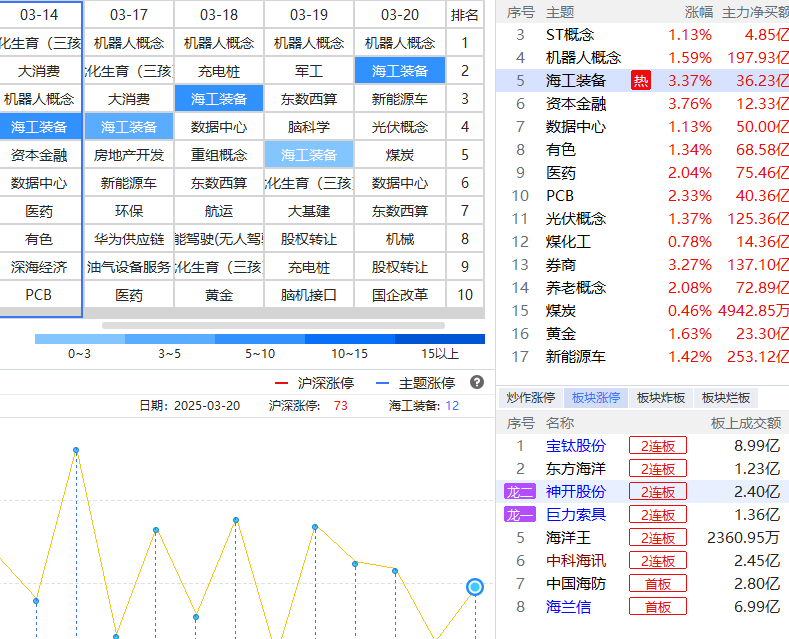 03-14 03-17 03-18 03-19 03-20 排名
化生育（三孩 机器人概念 机器人概念 机器人概念 机器人概念 1
大消费 化生育（三孩 充电桩 军工 海工装备 2
机器人概念 大消费 海工装备 东数西算 新能源车 3
海工装备 海工装备 数据中心 脑科学 光伏概念 4
资本金融 房地产开发 重组概念 海工装备 煤炭 5
数据中心 新能源车 东数西算 化生育（三孩 数据中心 6
医药 环保 航运 大基建 东数西算 7
有色 华为供应链 能驾驶(无人驾 股权转让 机械 8
深海经济 油气设备服务 化生育（三孩 充电桩 股权转让 9
PCB 医药 黄金 脑机接口 国企改革 10
0~3 3~5 5~10 10~15 15以上
沪深涨停 主题涨停 ?
日期: 2025-03-20 沪深涨停: 73 海工装备: 12
序号 主题 涨幅 主力净买额
3 ST概念 1.13% 4.85亿
4 机器人概念 1.59% 197.93亿
5 海工装备 热 3.37% 36.23亿
6 资本金融 3.76% 12.33亿
7 数据中心 1.13% 50.00亿
8 有色 1.34% 68.58亿
9 医药 2.04% 75.46亿
10 PCB 2.33% 40.36亿
11 光伏概念 1.37% 125.36亿
12 煤化工 0.78% 14.36亿
13 券商 3.27% 137.10亿
14 养老概念 2.08% 72.89亿
15 煤炭 0.46% 4942.85万
16 黄金 1.63% 23.30亿
17 新能源车 1.42% 253.12亿
炒作涨停 板块涨停 板块炸板 板块烂板
序号 名称 板上成交额
1 宝钛股份 2连板 8.99亿
2 东方海洋 2连板 1.23亿
龙二 神开股份 2连板 2.40亿
龙一 巨力索具 2连板 1.36亿
5 海洋王 2连板 2360.95万
6 中科海讯 2连板 2.45亿
7 中国海防 首板 2.80亿
8 海兰信 首板 6.99亿